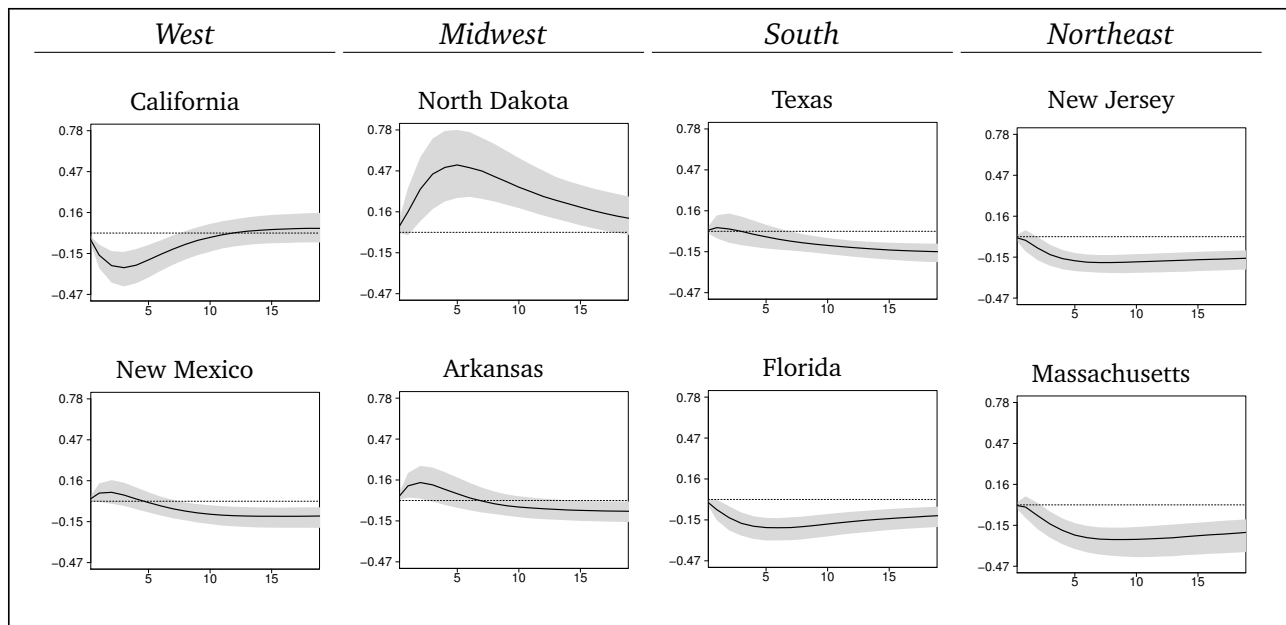 West Midwest South Northeast
California North Dakota Texas New Jersey
0.78 0.78 0.78 0.78
0.47 0.47 0.47 0.47
0.16 0.16 0.16 0.16
−0.15 −0.15 −0.15 −0.15
−0.47 −0.47 −0.47 −0.47
5 10 15 5 10 15 5 10 15 5 10 15
New Mexico Arkansas Florida Massachusetts
0.78 0.78 0.78 0.78
0.47 0.47 0.47 0.47
0.16 0.16 0.16 0.16
−0.15 −0.15 −0.15 −0.15
−0.47 −0.47 −0.47 −0.47
5 10 15 5 10 15 5 10 15 5 10 15